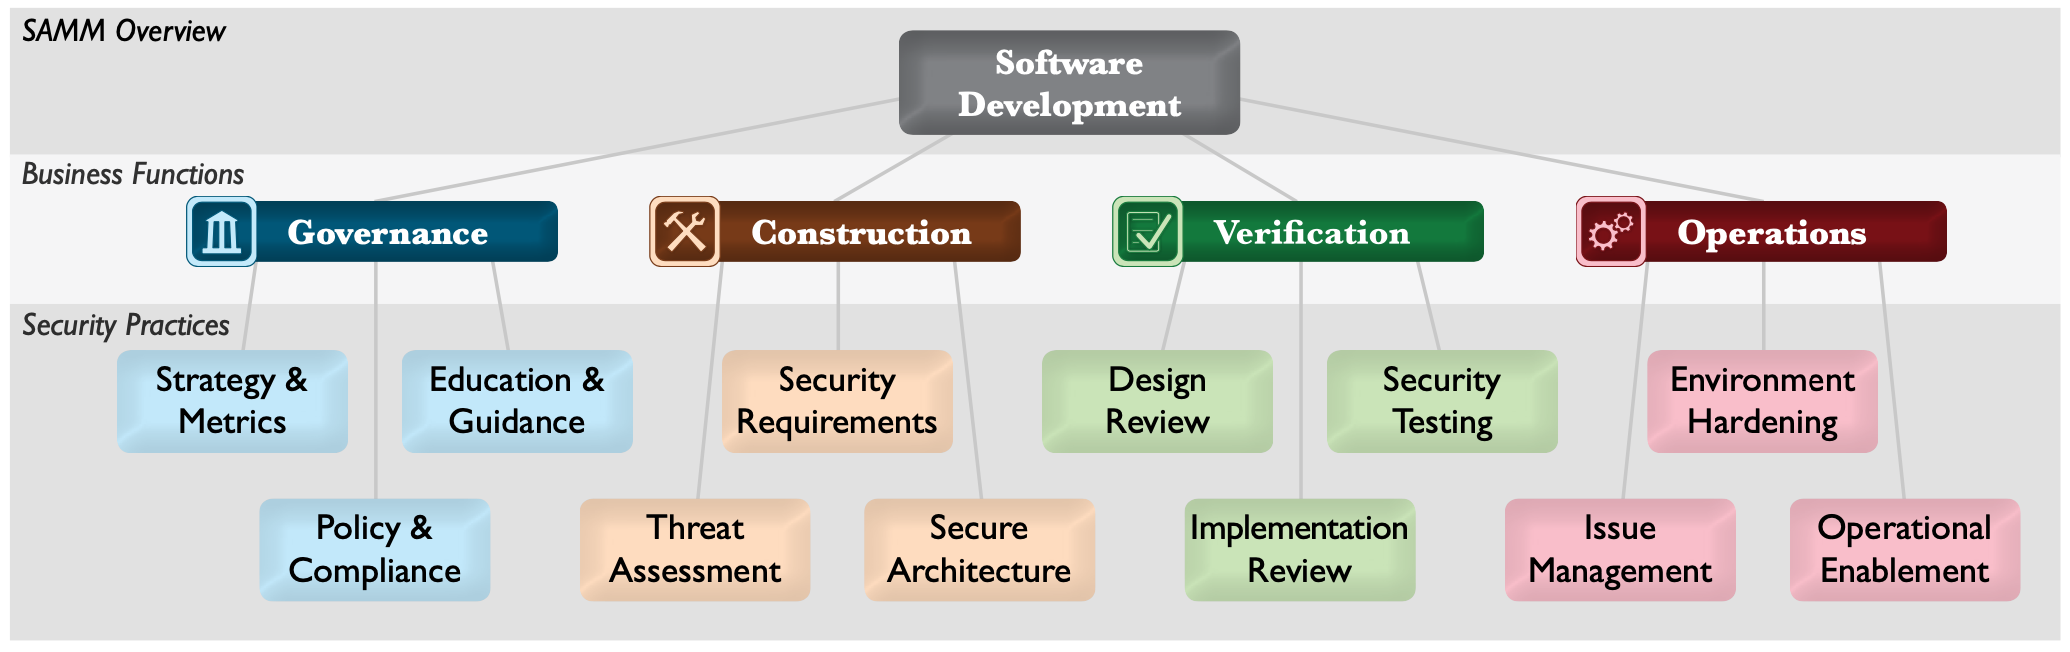 SAMM Overview
Software
Development
Business Functions
Governance
Construction
Verification
Operations
Security Practices
Strategy &
Metrics
Education &
Guidance
Security
Requirements
Design
Review
Security
Testing
Environment
Hardening
Policy &
Compliance
Threat
Assessment
Secure
Architecture
Implementation
Review
Issue
Management
Operational
Enablement